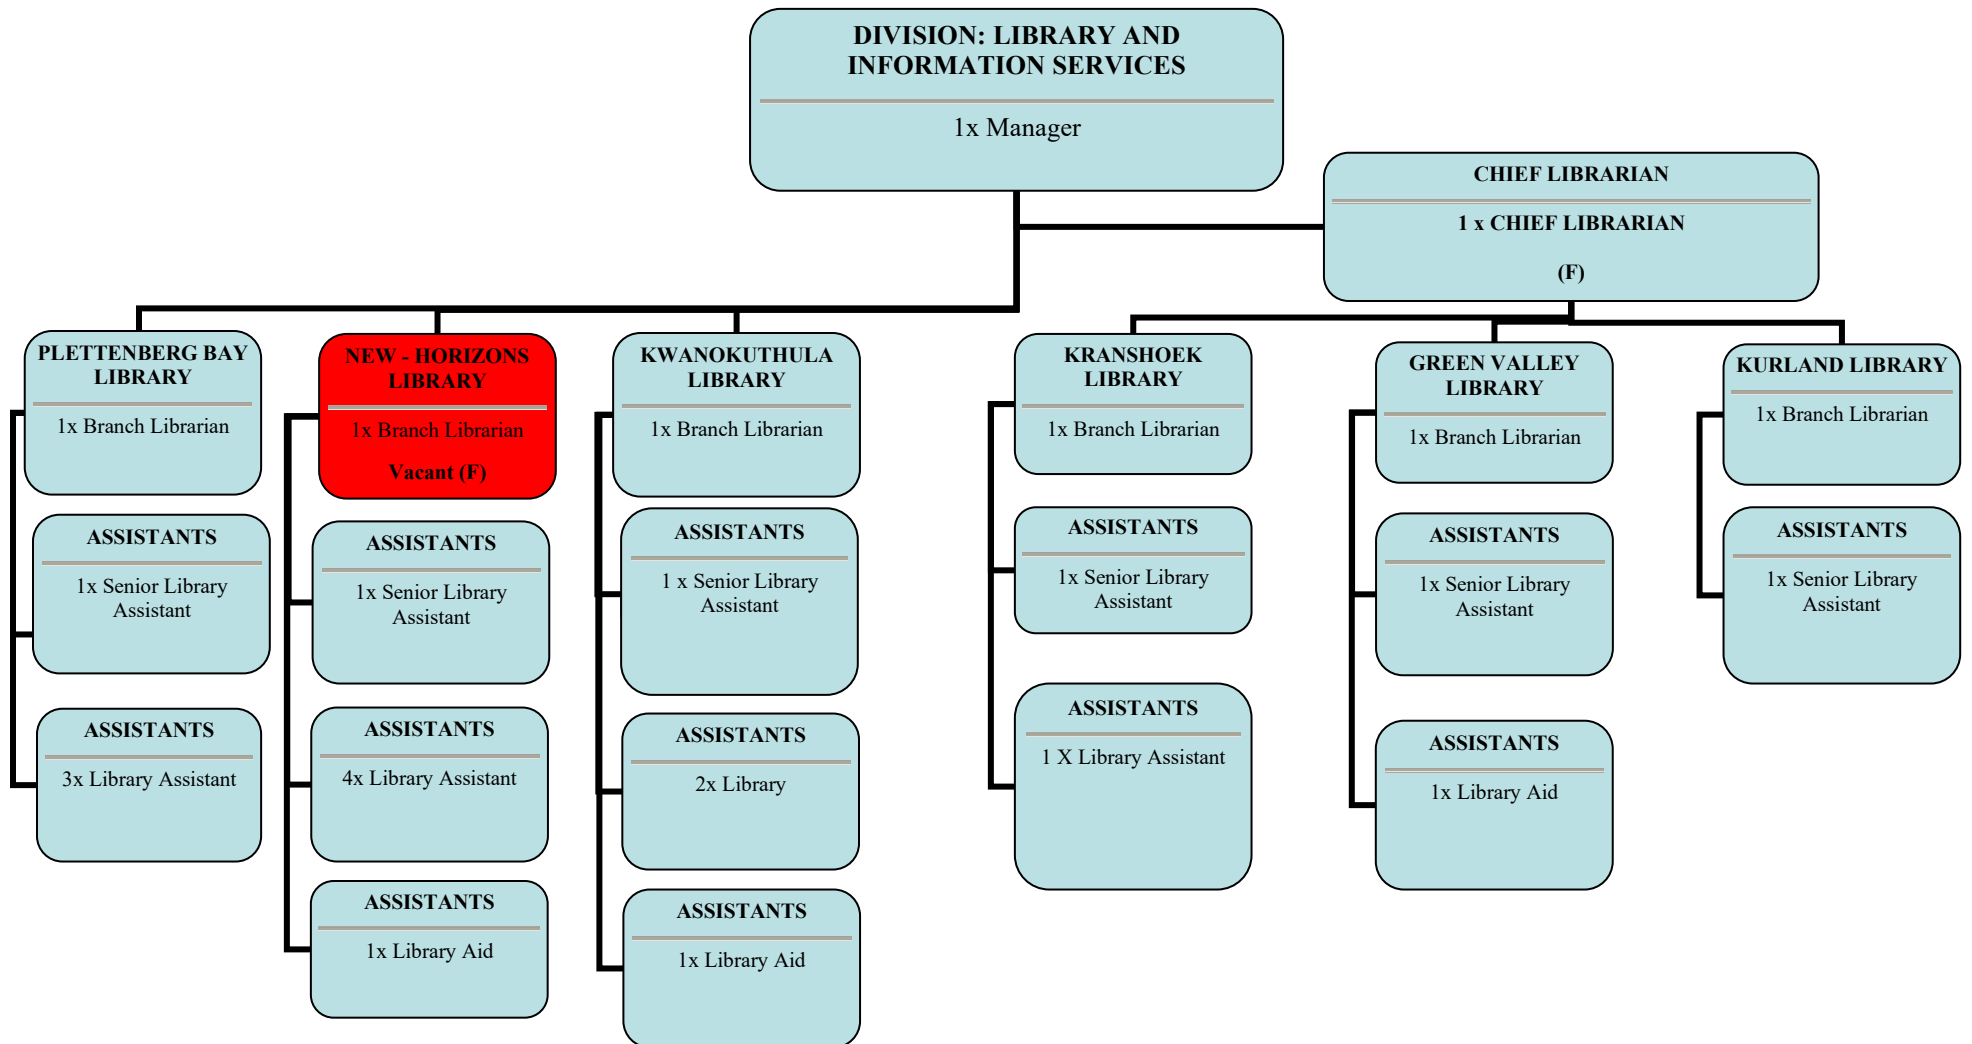 DIVISION: LIBRARY AND
INFORMATION SERVICES
1x Manager
CHIEF LIBRARIAN
1 x CHIEF LIBRARIAN
(F)
PLETTENBERG BAY
LIBRARY
1x Branch Librarian
ASSISTANTS
1x Senior Library
Assistant
ASSISTANTS
3x Library Assistant
NEW - HORIZONS
LIBRARY
1x Branch Librarian
Vacant (F)
ASSISTANTS
1x Senior Library
Assistant
ASSISTANTS
4x Library Assistant
ASSISTANTS
1x Library Aid
KWANOKUTHULA
LIBRARY
1x Branch Librarian
ASSISTANTS
1 x Senior Library
Assistant
ASSISTANTS
2x Library
ASSISTANTS
1x Library Aid
KRANSHOEK
LIBRARY
1x Branch Librarian
ASSISTANTS
1x Senior Library
Assistant
ASSISTANTS
1 X Library Assistant
GREEN VALLEY
LIBRARY
1x Branch Librarian
ASSISTANTS
1x Senior Library
Assistant
ASSISTANTS
1x Library Aid
KURLAND LIBRARY
1x Branch Librarian
ASSISTANTS
1x Senior Library
Assistant